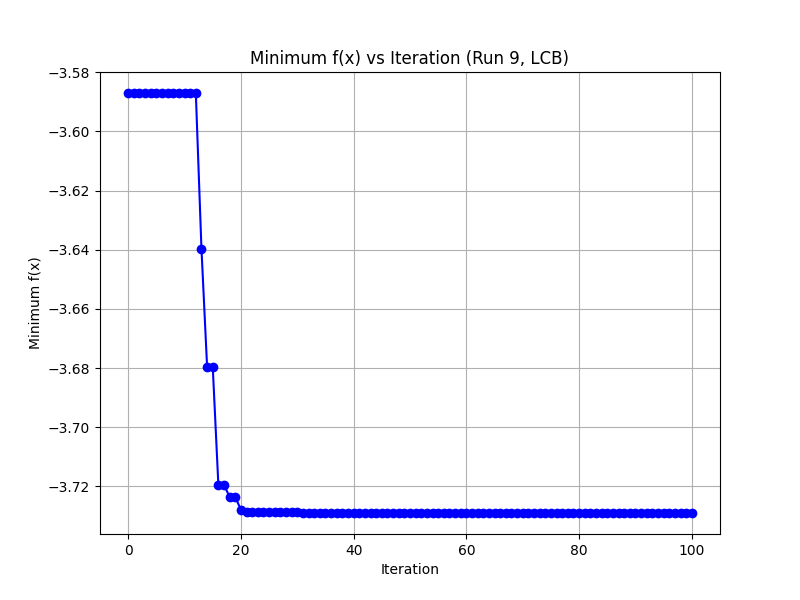 Minimum f(x) vs Iteration (Run 9, LCB)
−3.58
−3.60
−3.62
−3.64
−3.66
−3.68
−3.70
−3.72
Minimum f(x)
0 20 40 60 80 100
Iteration